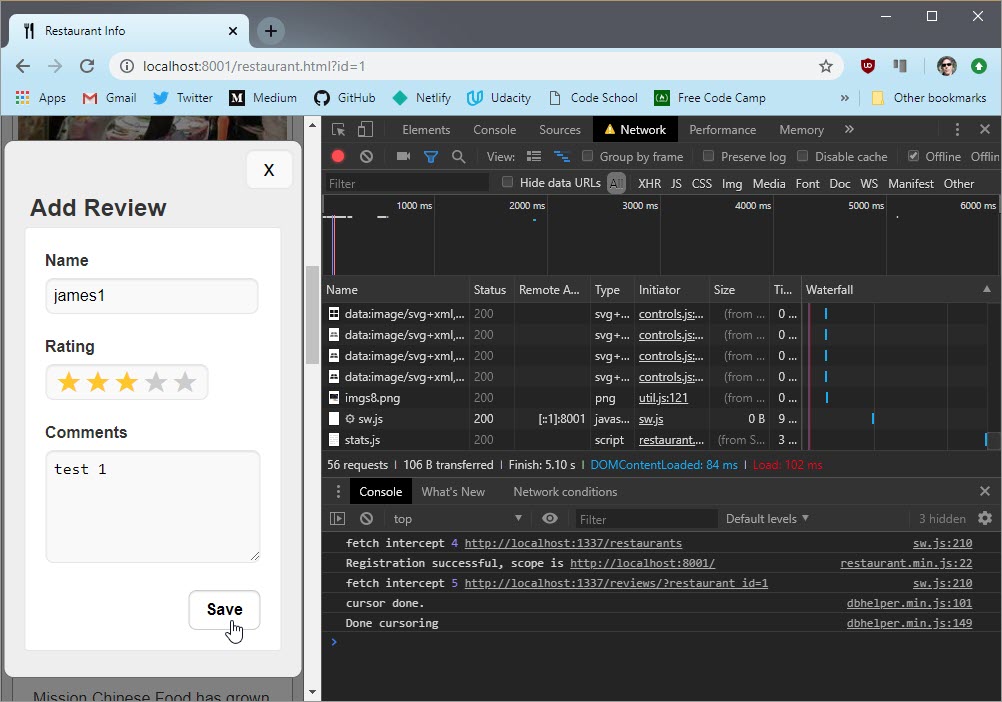 Restaurant Info
localhost:8001/restaurant.html?id=1
Apps Gmail Twitter M Medium GitHub Netlify Udacity Code School Free Code Camp » Other bookmarks
X
Add Review
Name
james1
Rating
Comments
test 1
Save
Mission Chinese Food has grown
Elements Console Sources Network Performance Memory »
View: Group by frame Preserve log Disable cache Offline Onlin
Filter Hide data URLs All XHR JS CSS Img Media Font Doc WS Manifest Other
1000 ms 2000 ms 3000 ms 4000 ms 5000 ms 6000 ms
Name Status Remote A... Type Initiator Size Ti... Waterfall
data:image/svg+xml,... 200 svg+... controls.js:... (from ... 0 ...
data:image/svg+xml,... 200 svg+... controls.js:... (from ... 0 ...
data:image/svg+xml,... 200 svg+... controls.js:... (from ... 0 ...
data:image/svg+xml,... 200 svg+... controls.js:... (from ... 0 ...
imgs8.png 200 png util.js:121 (from ... 0 ...
sw.js 200 [::1]:8001 javas... sw.js 0 B 9 ...
stats.js 200 script restaurant.... (from S... 3 ...
56 requests | 106 B transferred | Finish: 5.10 s | DOMContentLoaded: 84 ms | Load: 102 ms
Console What's New Network conditions
top Filter Default levels 3 hidden
fetch intercept 4 http://localhost:1337/restaurants sw.js:210
Registration successful, scope is http://localhost:8001/ restaurant.min.js:22
fetch intercept 5 http://localhost:1337/reviews/?restaurant_id=1 sw.js:210
cursor done. dbhelper.min.js:101
Done cursoring dbhelper.min.js:149